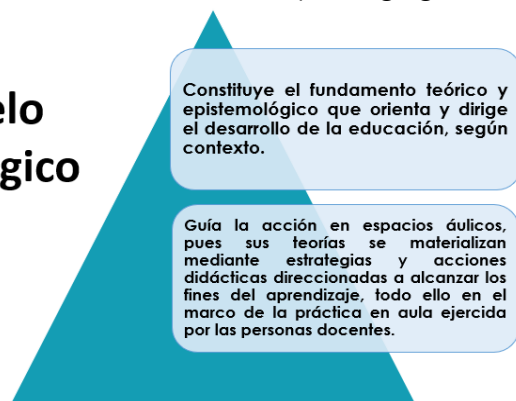 elo
gico
Constituye el fundamento teórico y
epistemológico que orienta y dirige
el desarrollo de la educación, según
contexto.
Guía la acción en espacios áulicos,
pues sus teorías se materializan
mediante estrategias y acciones
didácticas direccionadas a alcanzar los
fines del aprendizaje, todo ello en el
marco de la práctica en aula ejercida
por las personas docentes.